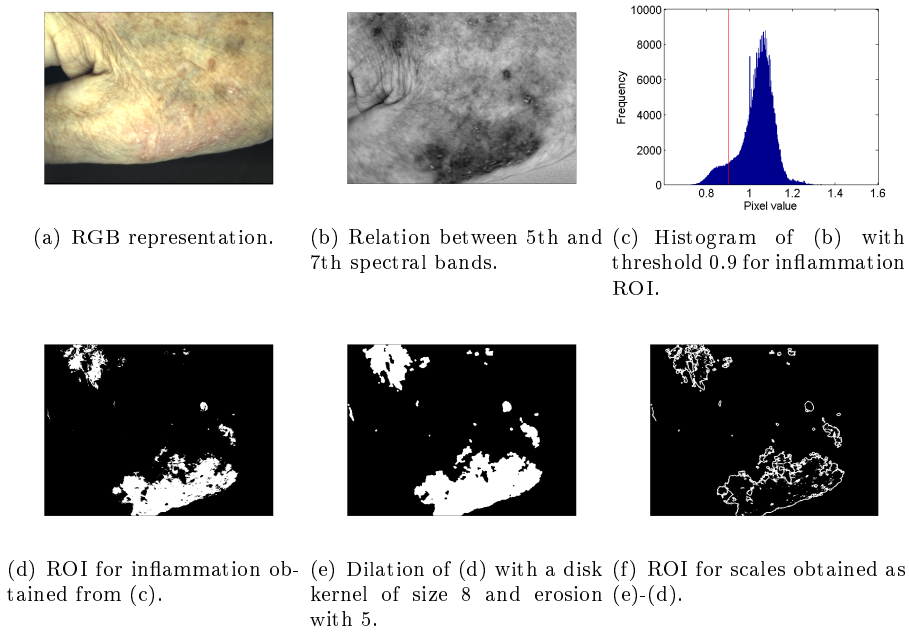 10000
8000
6000
4000
2000
0
Frequency
0.8 1 1.2 1.4 1.6
Pixel value
(a) RGB representation.
(b) Relation between 5th and
7th spectral bands.
(c) Histogram of (b) with
threshold 0.9 for inflammation
ROI.
(d) ROI for inflammation ob-
tained from (c).
(e) Dilation of (d) with a disk
kernel of size 8 and erosion
with 5.
(f) ROI for scales obtained as
(e)-(d).